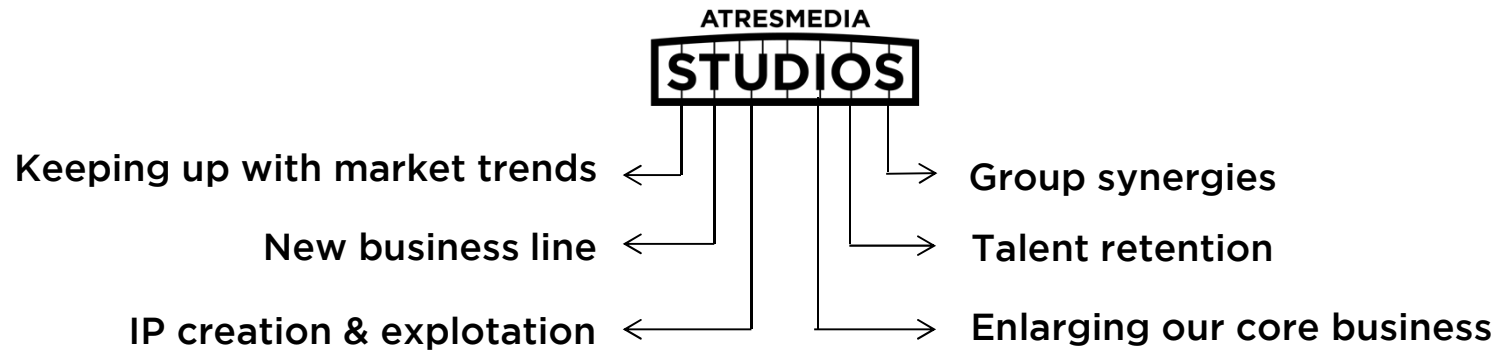 ATRESMEDIA
STUDIOS
Keeping up with market trends
New business line
IP creation & explotation
Group synergies
Talent retention
Enlarging our core business